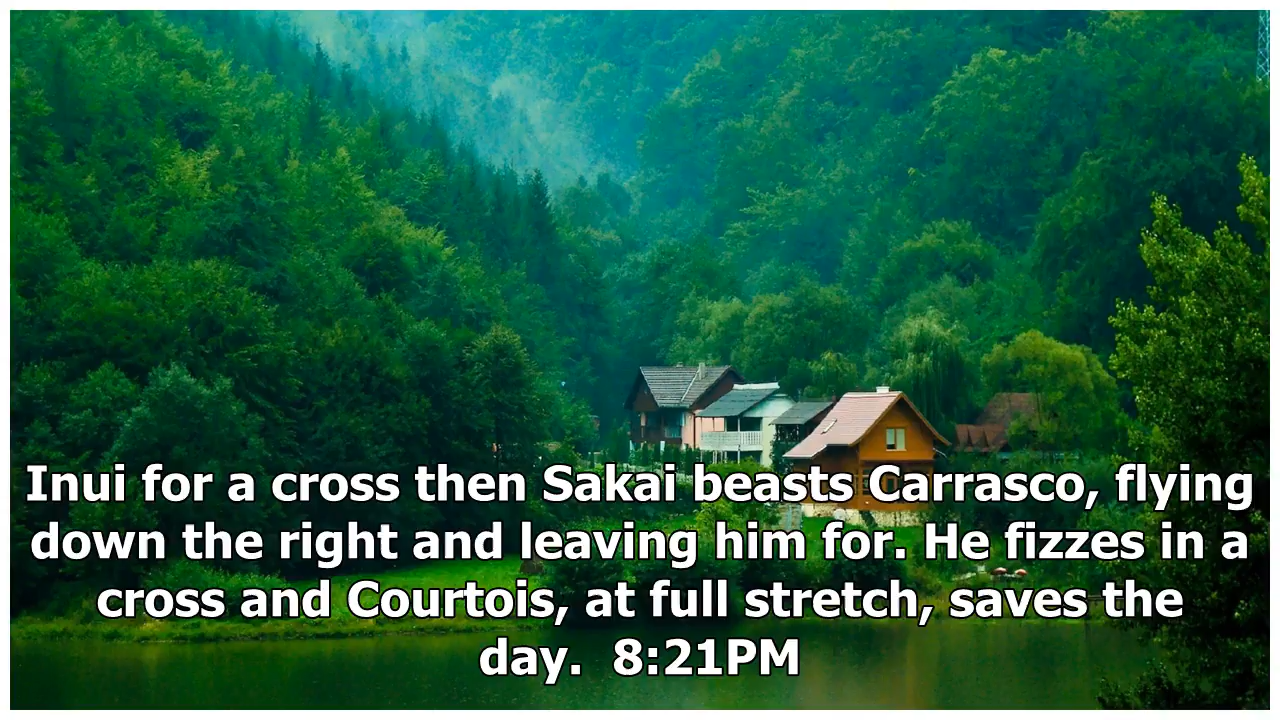 Inui for a cross then Sakai beasts Carrasco, flying
down the right and leaving him for. He fizzes in a
cross and Courtois, at full stretch, saves the
day.  8:21PM